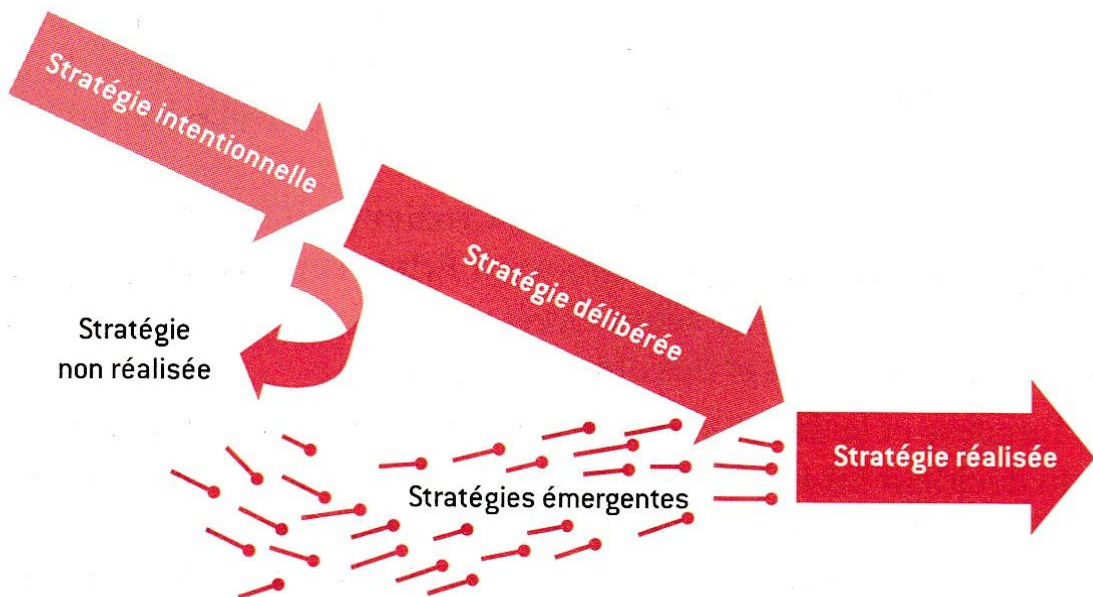 Stratégie intentionnelle
Stratégie délibérée
Stratégie
non réalisée
Stratégies émergentes
Stratégie réalisée